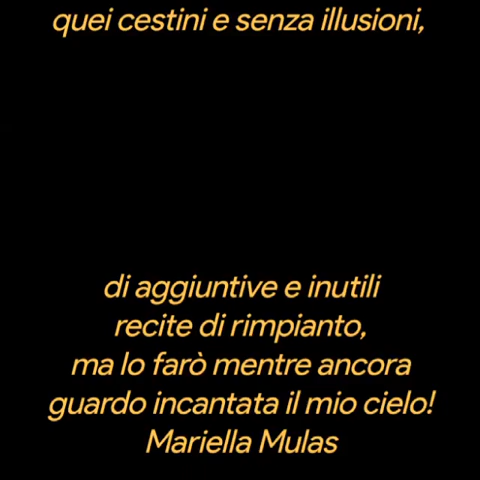 quei cestini e senza illusioni,
di aggiuntive e inutili
recite di rimpianto,
ma lo farò mentre ancora
guardo incantata il mio cielo!
Mariella Mulas